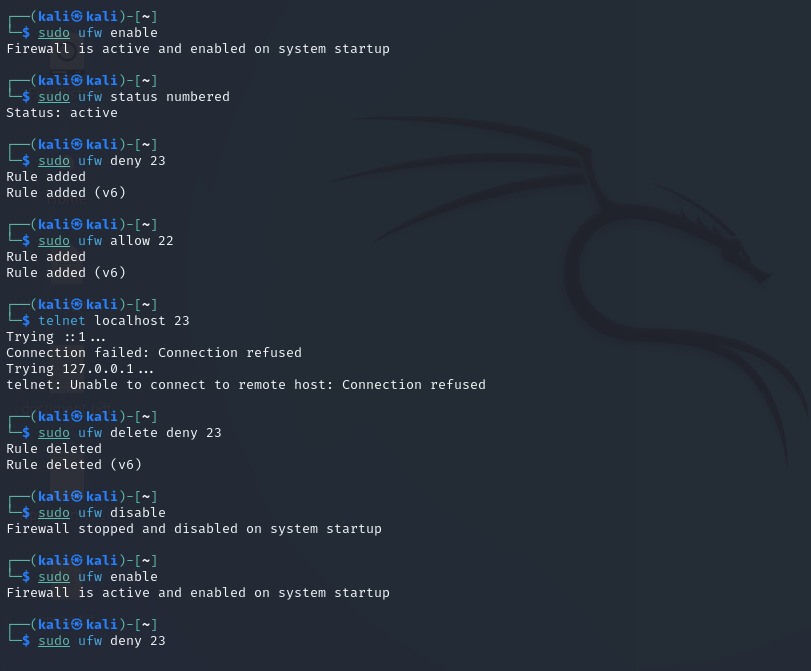 ┌──(kali㉿kali)-[~]
└─$ sudo ufw enable
Firewall is active and enabled on system startup
┌──(kali㉿kali)-[~]
└─$ sudo ufw status numbered
Status: active
┌──(kali㉿kali)-[~]
└─$ sudo ufw deny 23
Rule added
Rule added (v6)
┌──(kali㉿kali)-[~]
└─$ sudo ufw allow 22
Rule added
Rule added (v6)
┌──(kali㉿kali)-[~]
└─$ telnet localhost 23
Trying ::1...
Connection failed: Connection refused
Trying 127.0.0.1...
telnet: Unable to connect to remote host: Connection refused
┌──(kali㉿kali)-[~]
└─$ sudo ufw delete deny 23
Rule deleted
Rule deleted (v6)
┌──(kali㉿kali)-[~]
└─$ sudo ufw disable
Firewall stopped and disabled on system startup
┌──(kali㉿kali)-[~]
└─$ sudo ufw enable
Firewall is active and enabled on system startup
┌──(kali㉿kali)-[~]
└─$ sudo ufw deny 23